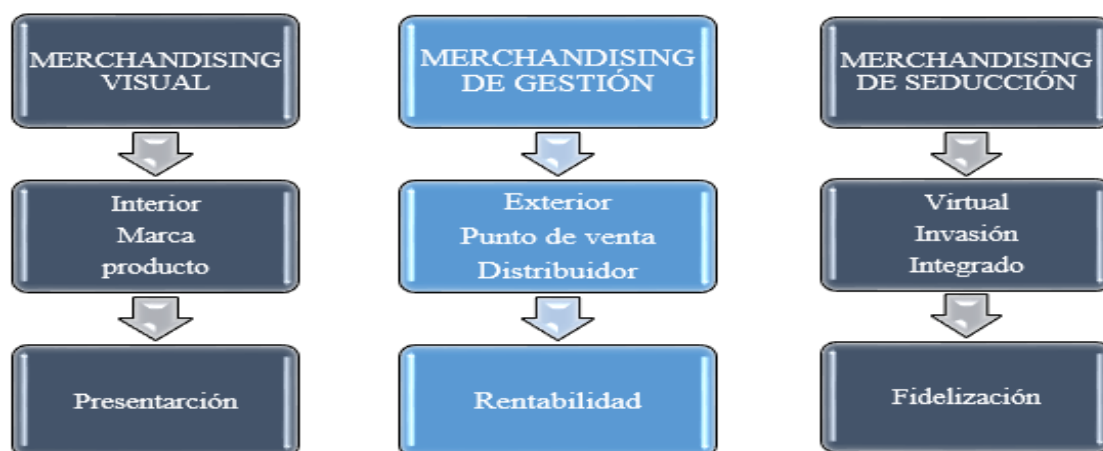 MERCHANDISING
VISUAL
Interior
Marca
producto
Presentarción
MERCHANDISING
DE GESTIÓN
Exterior
Punto de venta
Distribuidor
Rentabilidad
MERCHANDISING
DE SEDUCCIÓN
Virtual
Invasión
Integrado
Fidelización